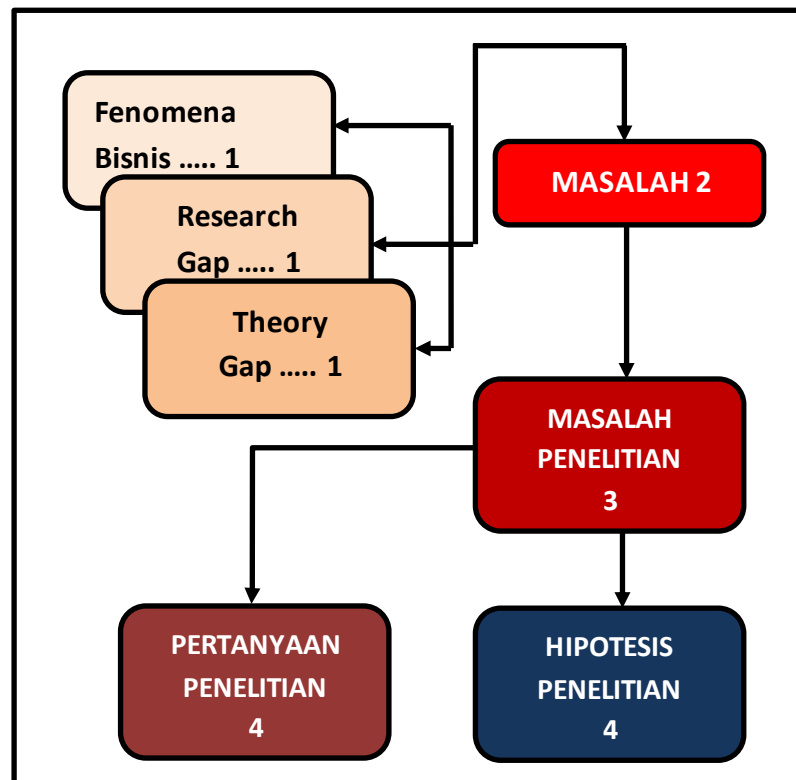 Fenomena
Bisnis ..... 1
Research
Gap ..... 1
Theory
Gap ..... 1
MASALAH 2
MASALAH
PENELITIAN
3
PERTANYAAN
PENELITIAN
4
HIPOTESIS
PENELITIAN
4